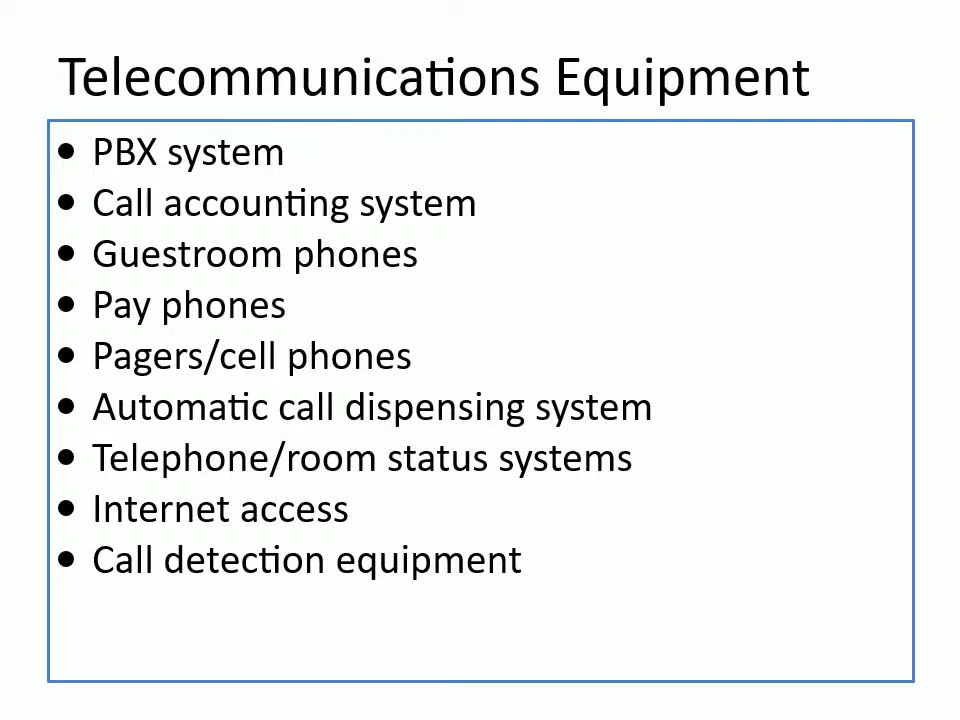 Telecommunications Equipment
• PBX system
• Call accounting system
• Guestroom phones
• Pay phones
• Pagers/cell phones
• Automatic call dispensing system
• Telephone/room status systems
• Internet access
• Call detection equipment